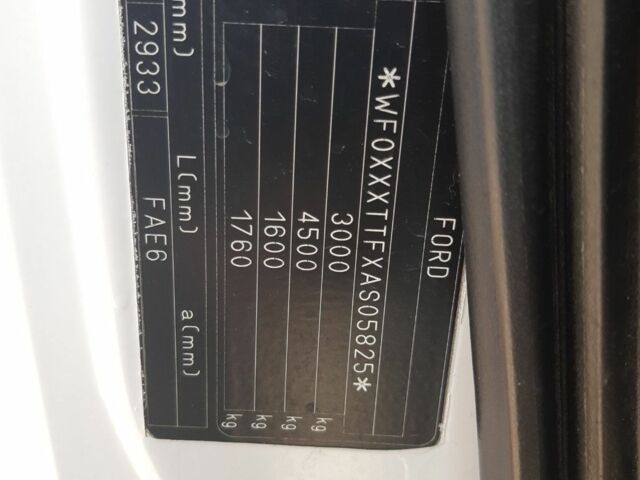 FORD
*WF0XXXTTFXAS05825*
3000 kg
4500 kg
1600 kg
1760 kg
(mm) L(mm) a(mm)
2933 FAE6